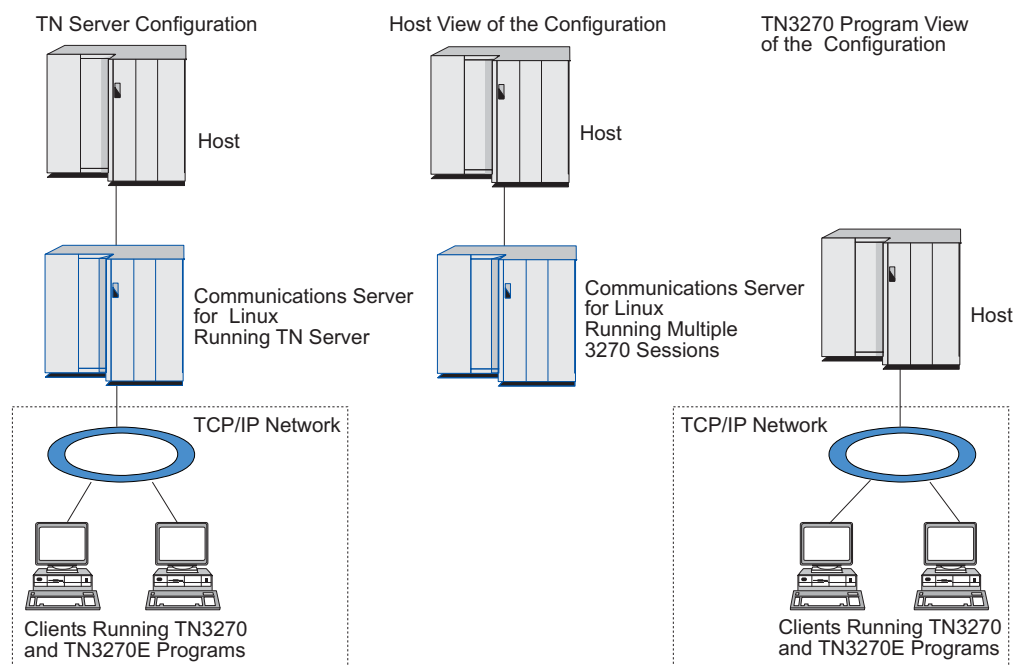 TN Server Configuration
Host
Communications Server
for Linux
Running TN Server
TCP/IP Network
Clients Running TN3270
and TN3270E Programs
Host View of the Configuration
Host
Communications Server
for Linux
Running Multiple
3270 Sessions
TN3270 Program View
of the Configuration
Host
TCP/IP Network
Clients Running TN3270
and TN3270E Programs